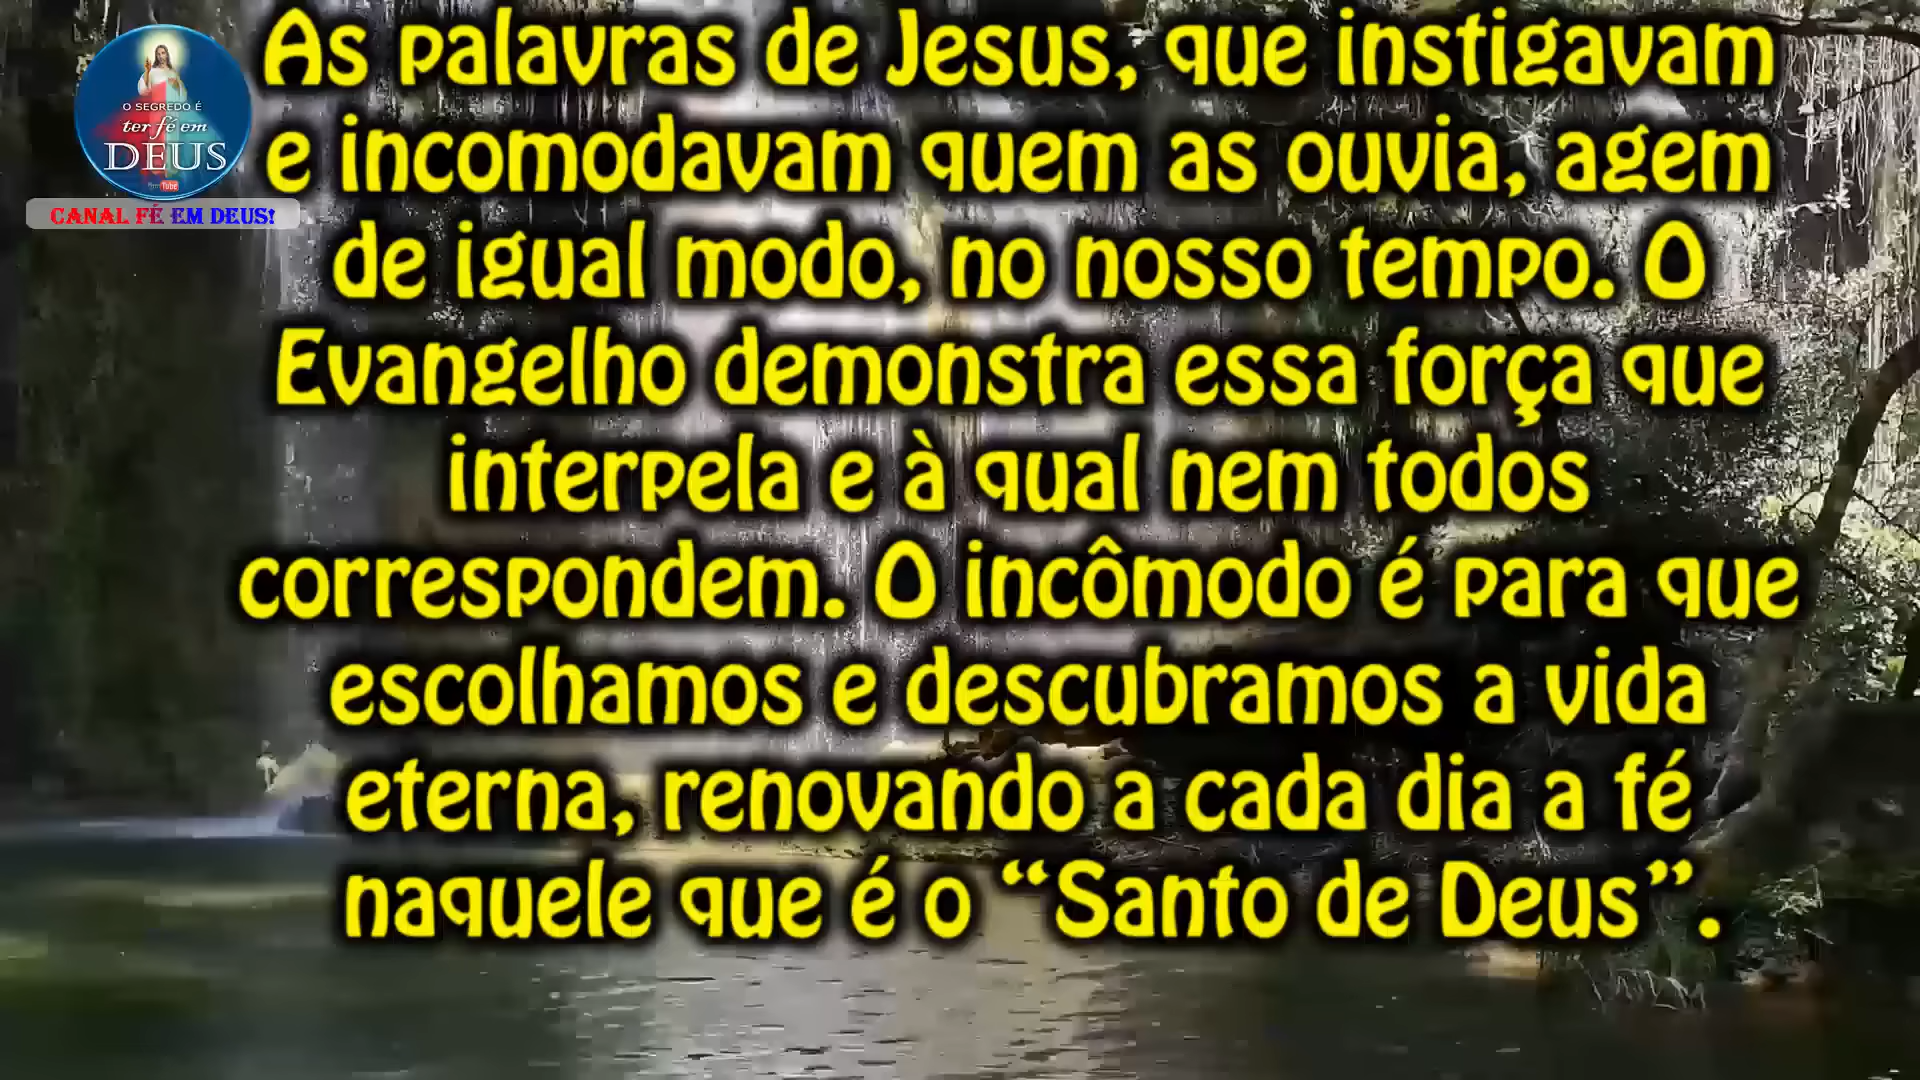 O SEGREDO É
ter fé em
DEUS
YouTube
CANAL FÉ EM DEUS!
As palavras de Jesus, que instigavam
e incomodavam quem as ouvia, agem
de igual modo, no nosso tempo. O
Evangelho demonstra essa força que
interpela e à qual nem todos
correspondem. O incômodo é para que
escolhamos e descubramos a vida
eterna, renovando a cada dia a fé
naquele que é o “Santo de Deus”.